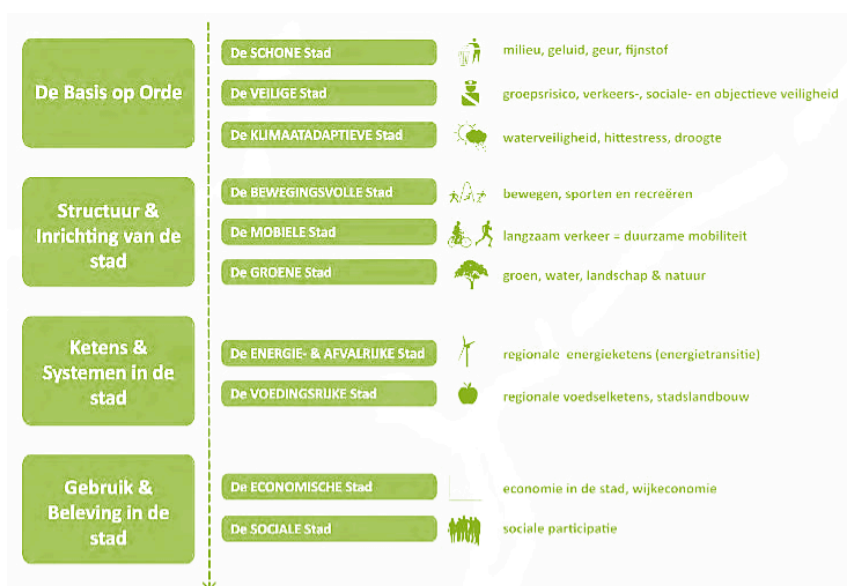 De Basis op Orde
De SCHONE Stad
milieu, geluid, geur, fijnstof
De VEILIGE Stad
groepsrisico, verkeers-, sociale- en objectieve veiligheid
De KLIMAATADAPTIEVE Stad
waterveiligheid, hittestress, droogte
Structuur &
Inrichting van de
stad
De BEWEGINGSVOLLE Stad
bewegen, sporten en recreëren
De MOBIELE Stad
langzaam verkeer = duurzame mobiliteit
De GROENE Stad
groen, water, landschap & natuur
Ketens &
Systemen in de
stad
De ENERGIE- & AFVALRIJKE Stad
regionale energieketens (energietransitie)
De VOEDINGSRIJKE Stad
regionale voedselketens, stadslandbouw
Gebruik &
Beleving in de
stad
De ECONOMISCHE Stad
economie in de stad, wijkeconomie
De SOCIALE Stad
sociale participatie